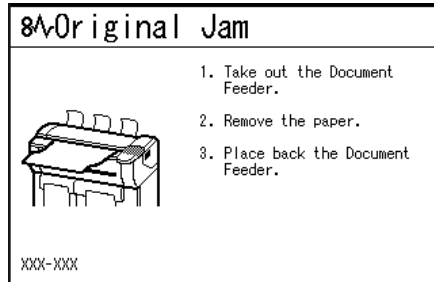 Original Jam
1. Take out the Document
Feeder.
2. Remove the paper.
3. Place back the Document
Feeder.
XXX-XXX